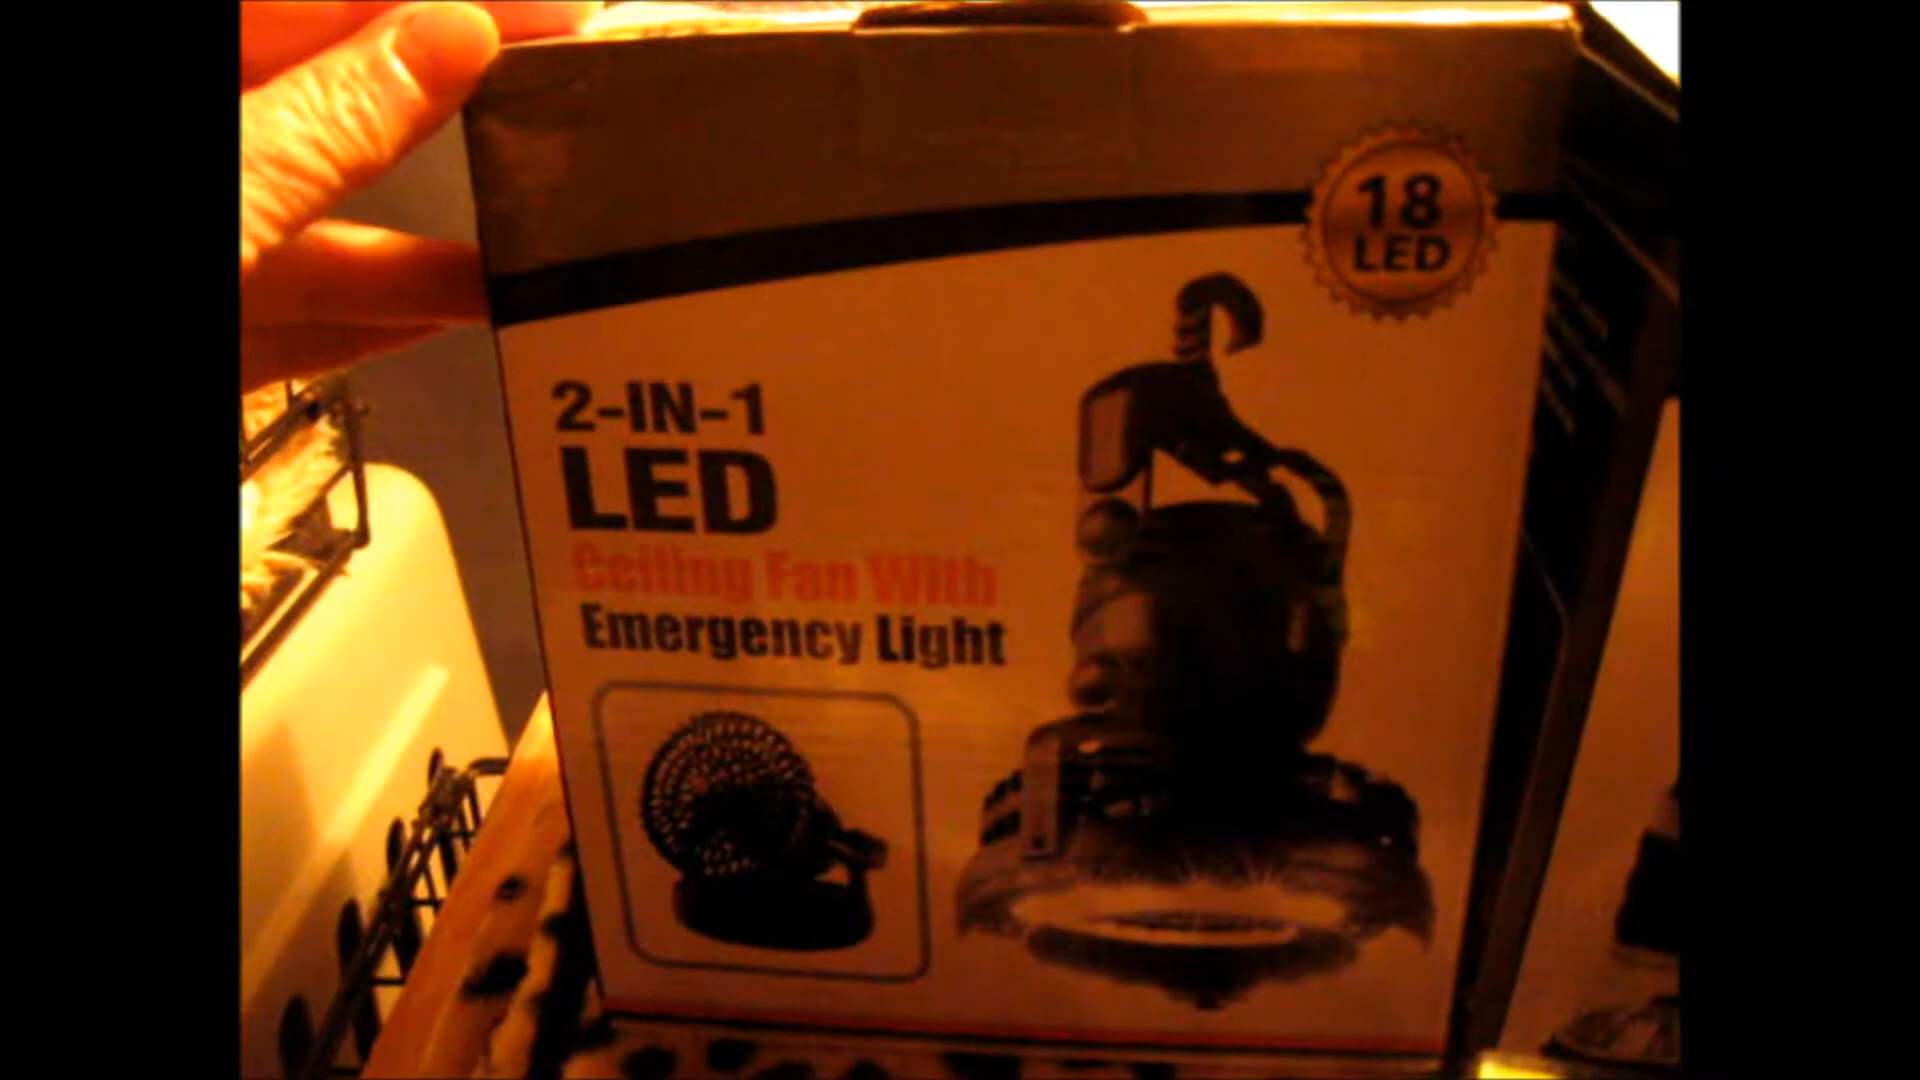 18
LED
2-IN-1
LED
Ceiling Fan With
Emergency Light